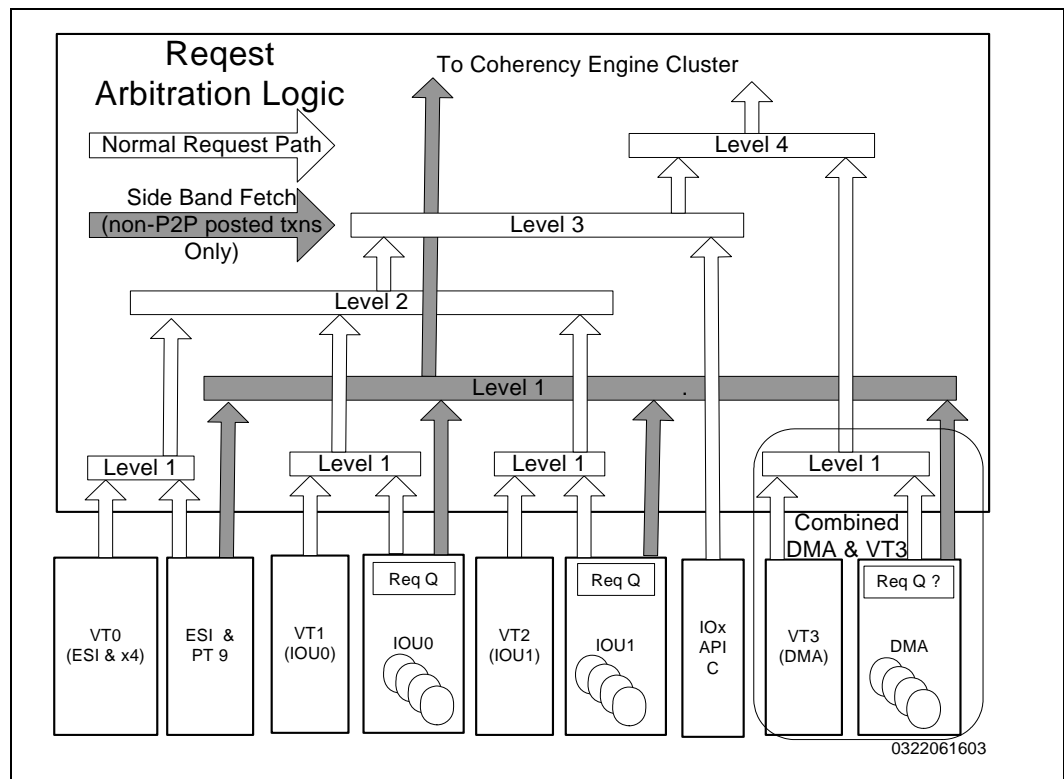 Reqest
Arbitration Logic
To Coherency Engine Cluster
Normal Request Path
Level 4
Side Band Fetch
(non-P2P posted txns
Only)
Level 3
Level 2
Level 1
.
Level 1
Level 1
Level 1
Level 1
Combined
DMA & VT3
VT0
(ESI & x4)
ESI &
PT 9
VT1
(IOU0)
Req Q
IOU0
VT2
(IOU1)
Req Q
IOU1
IOx
API
C
VT3
(DMA)
Req Q ?
DMA
0322061603